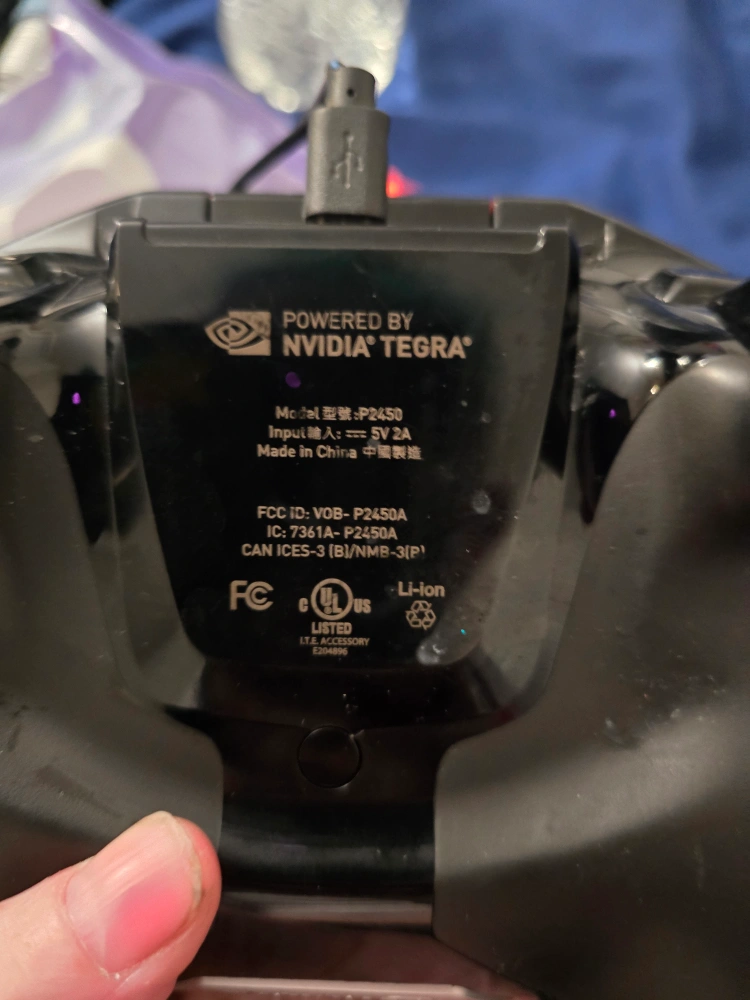 POWERED BY
NVIDIA® TEGRA®
Model 型號:P2450
Input 輸入: ⎓ 5V 2A
Made in China 中國製造
FCC ID: VOB- P2450A
IC: 7361A- P2450A
CAN ICES-3 (B)/NMB-3(B)
FC
Li-ion
c UL US
LISTED
I.T.E. ACCESSORY
E204896